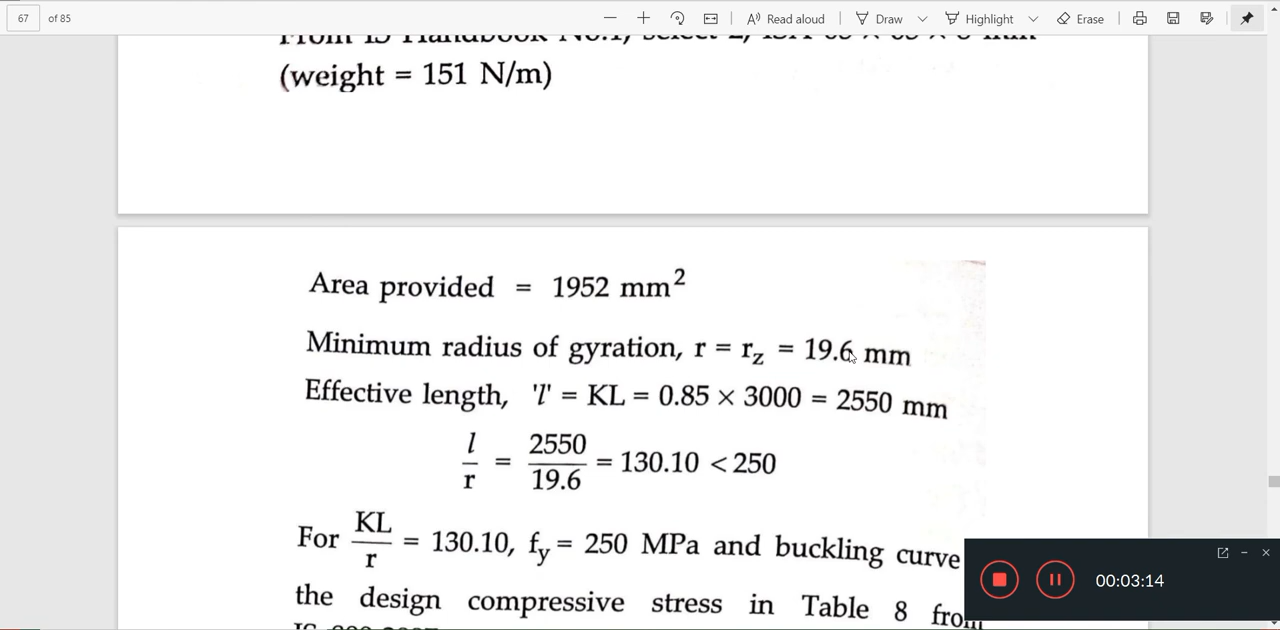 67 of 85 Read aloud Draw Highlight Erase
(weight = 151 N/m)
Area provided = 1952 mm²
Minimum radius of gyration, r = r_z = 19.6 mm
Effective length, 'l' = KL = 0.85 × 3000 = 2550 mm
l/r = 2550/19.6 = 130.10 < 250
For KL/r = 130.10, f_y = 250 MPa and buckling curve
the design compressive stress in Table 8 from
00:03:14